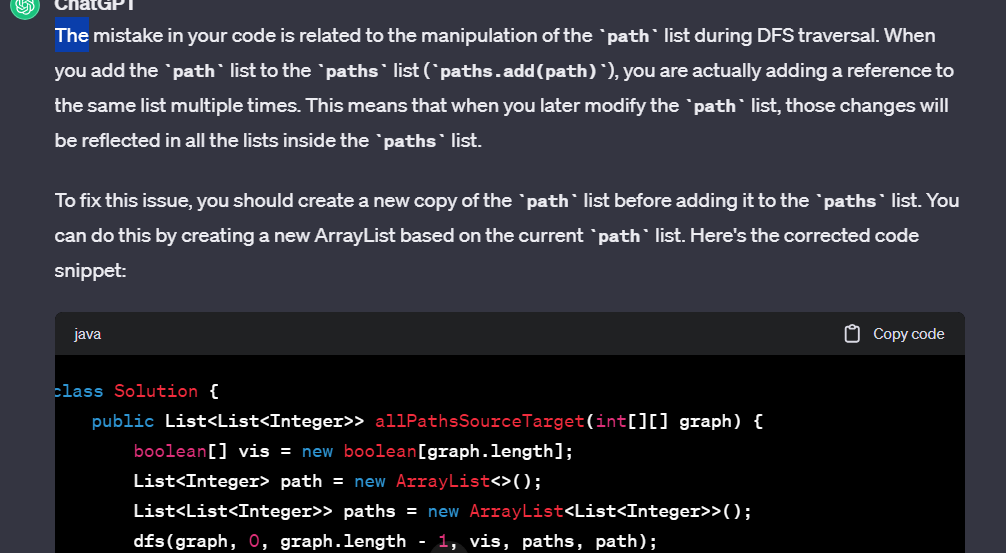 ChatGPT
The mistake in your code is related to the manipulation of the `path` list during DFS traversal. When
you add the `path` list to the `paths` list (`paths.add(path)`), you are actually adding a reference to
the same list multiple times. This means that when you later modify the `path` list, those changes will
be reflected in all the lists inside the `paths` list.
To fix this issue, you should create a new copy of the `path` list before adding it to the `paths` list. You
can do this by creating a new ArrayList based on the current `path` list. Here's the corrected code
snippet:
java Copy code
class Solution {
public List<List<Integer>> allPathsSourceTarget(int[][] graph) {
boolean[] vis = new boolean[graph.length];
List<Integer> path = new ArrayList<>();
List<List<Integer>> paths = new ArrayList<List<Integer>>();
dfs(graph, 0, graph.length - 1, vis, paths, path);